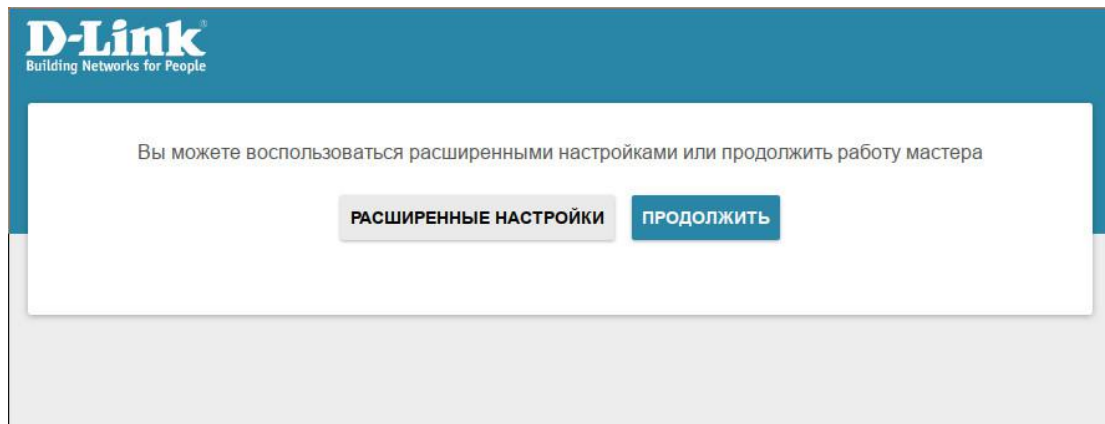 D-Link®
Building Networks for People
Вы можете воспользоваться расширенными настройками или продолжить работу мастера
РАСШИРЕННЫЕ НАСТРОЙКИ
ПРОДОЛЖИТЬ